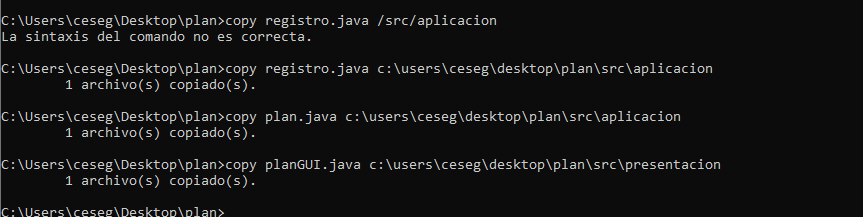 C:\Users\ceseg\Desktop\plan>copy registro.java /src/aplicacion
La sintaxis del comando no es correcta.
C:\Users\ceseg\Desktop\plan>copy registro.java c:\users\ceseg\desktop\plan\src\aplicacion
        1 archivo(s) copiado(s).
C:\Users\ceseg\Desktop\plan>copy plan.java c:\users\ceseg\desktop\plan\src\aplicacion
        1 archivo(s) copiado(s).
C:\Users\ceseg\Desktop\plan>copy planGUI.java c:\users\ceseg\desktop\plan\src\presentacion
        1 archivo(s) copiado(s).
C:\Users\ceseg\Desktop\plan>